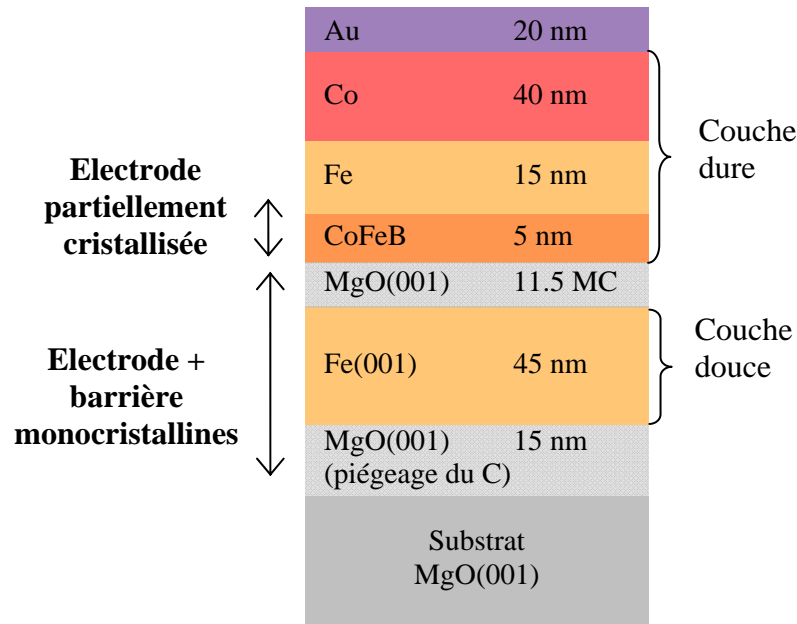 Au 20 nm
Co 40 nm
Couche
dure
Fe 15 nm
Electrode
partiellement
cristallisée
CoFeB 5 nm
MgO(001) 11.5 MC
Couche
douce
Fe(001) 45 nm
Electrode +
barrière
monocristallines
MgO(001) 15 nm
(piégeage du C)
Substrat
MgO(001)